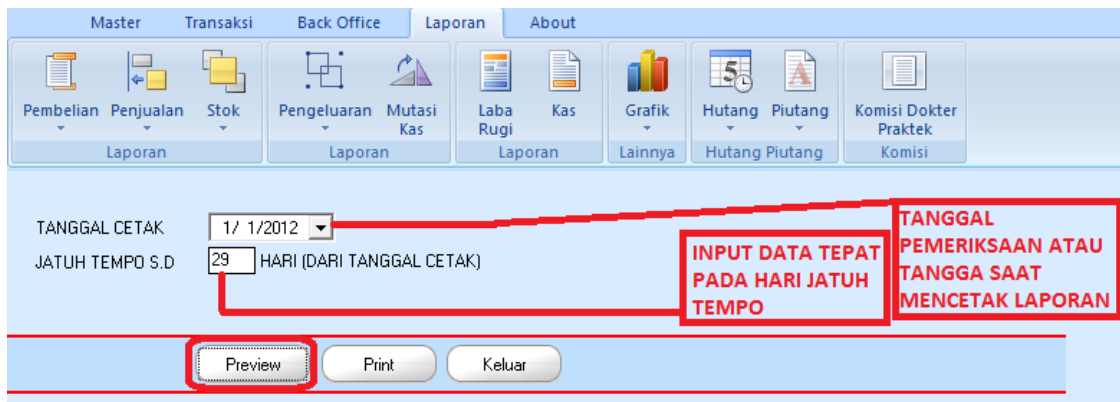 Master Transaksi Back Office Laporan About
Pembelian Penjualan Stok Pengeluaran Mutasi Kas Laba Rugi Kas Grafik Hutang Piutang Komisi Dokter Praktek
Laporan Laporan Laporan Lainnya Hutang Piutang Komisi
TANGGAL CETAK 1/ 1/2012
JATUH TEMPO S.D 29 HARI (DARI TANGGAL CETAK)
INPUT DATA TEPAT
PADA HARI JATUH
TEMPO
TANGGAL
PEMERIKSAAN ATAU
TANGGA SAAT
MENCETAK LAPORAN
Preview Print Keluar